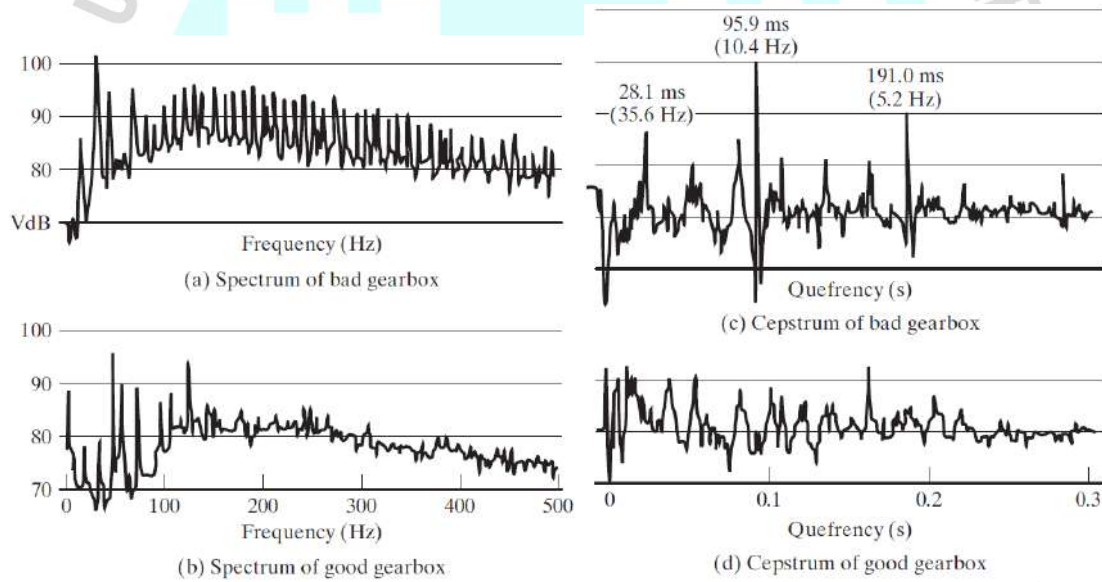 100
90
80
VdB
Frequency (Hz)
(a) Spectrum of bad gearbox
100
90
80
70
0 100 200 300 400 500
Frequency (Hz)
(b) Spectrum of good gearbox
95.9 ms
(10.4 Hz)
28.1 ms
(35.6 Hz)
191.0 ms
(5.2 Hz)
Quefrency (s)
(c) Cepstrum of bad gearbox
0 0.1 0.2 0.3
Quefrency (s)
(d) Cepstrum of good gearbox